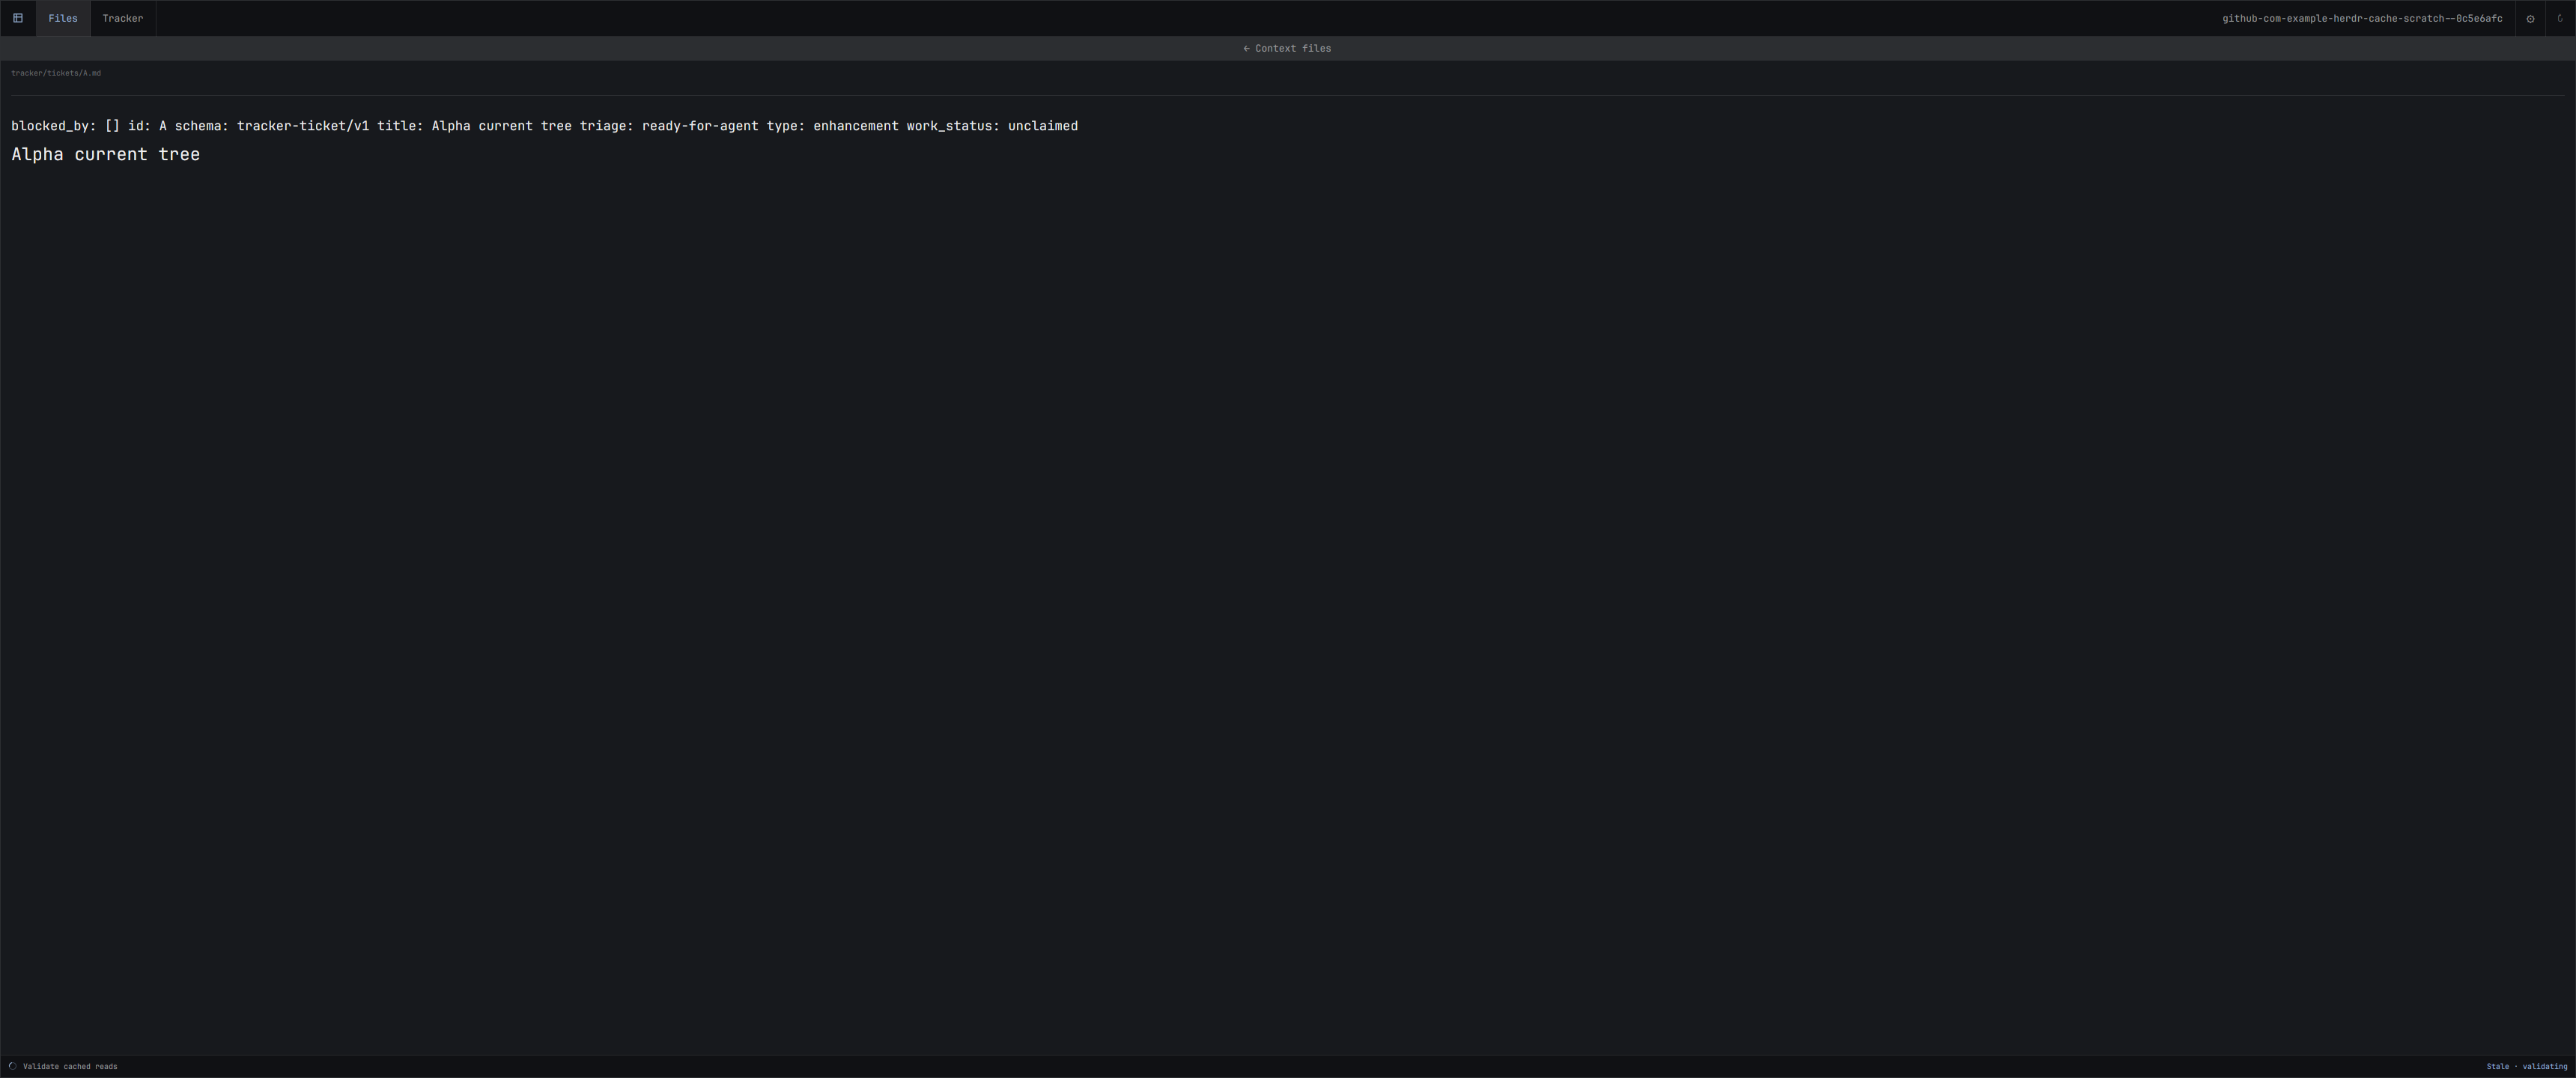 Files Tracker github-com-example-herdr-cache-scratch--0c5e6afc
← Context files
tracker/tickets/A.md
blocked_by: [] id: A schema: tracker-ticket/v1 title: Alpha current tree triage: ready-for-agent type: enhancement work_status: unclaimed
Alpha current tree
Validate cached reads Stale · validating